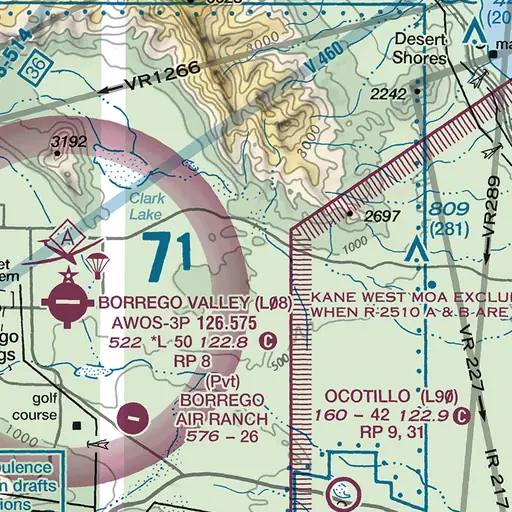 VR1266
3000
V 460
Desert
Shores
2242
36
3192
1000
Clark
Lake
A
71
2697
1000
809
(281)
VR289
BORREGO VALLEY (L08)
AWOS-3P 126.575
522 *L 50 122.8 C
RP 8
KANE WEST MOA EXCLU
WHEN R-2510 A & B ARE
500
(Pvt)
BORREGO
AIR RANCH
576 - 26
golf
course
1000
OCOTILLO (L90)
160 - 42 122.9 C
RP 9, 31
VR 227
IR 217